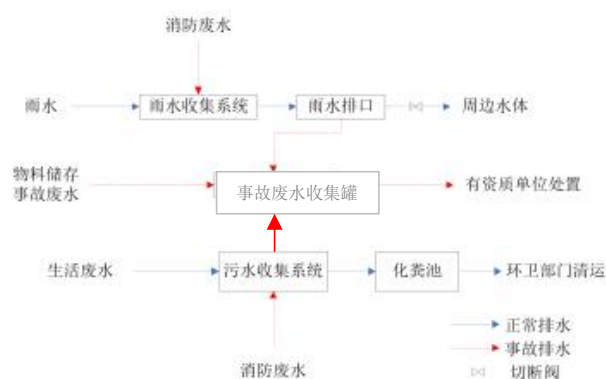 消防废水
雨水
雨水收集系统
雨水排口
周边水体
物料储存
事故废水
事故废水收集罐
有资质单位处置
生活废水
污水收集系统
化粪池
环卫部门清运
消防废水
正常排水
事故排水
切断阀